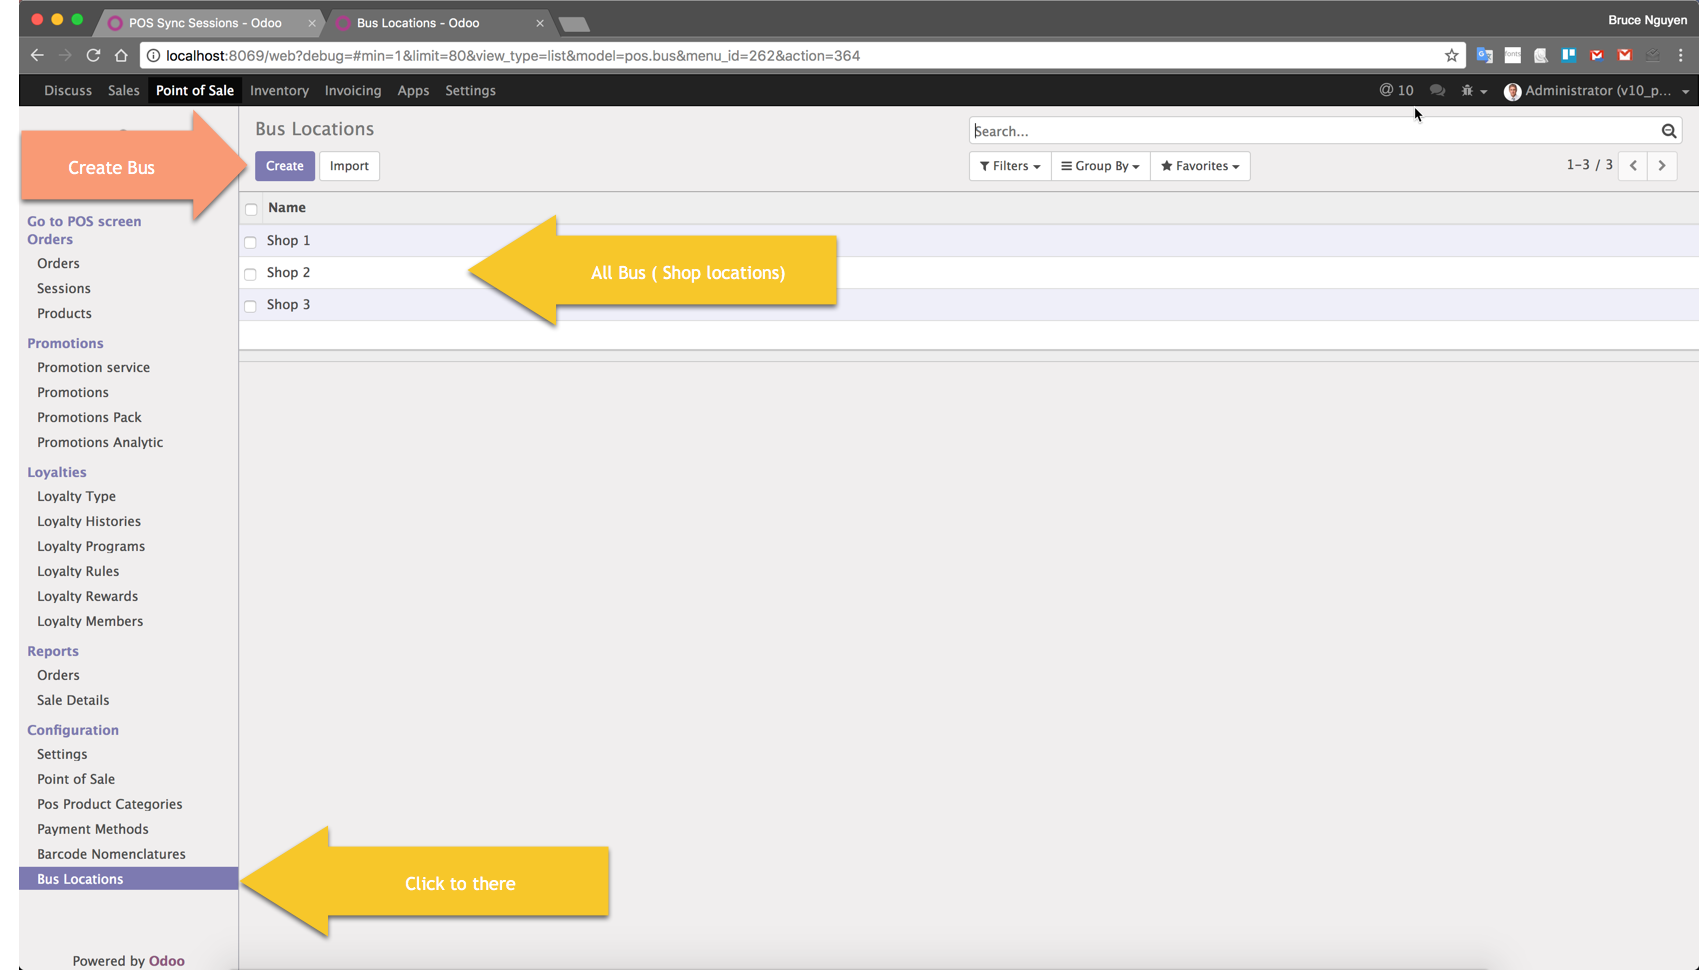 POS Sync Sessions - Odoo
Bus Locations - Odoo
Bruce Nguyen
localhost:8069/web?debug=#min=1&limit=80&view_type=list&model=pos.bus&menu_id=262&action=364
Discuss Sales Point of Sale Inventory Invoicing Apps Settings
@ 10
Administrator (v10_p...
Create Bus
Bus Locations
Search...
Create
Import
Filters
Group By
Favorites
1-3 / 3
Name
Shop 1
Shop 2
Shop 3
All Bus ( Shop locations)
Go to POS screen
Orders
Orders
Sessions
Products
Promotions
Promotion service
Promotions
Promotions Pack
Promotions Analytic
Loyalties
Loyalty Type
Loyalty Histories
Loyalty Programs
Loyalty Rules
Loyalty Rewards
Loyalty Members
Reports
Orders
Sale Details
Configuration
Settings
Point of Sale
Pos Product Categories
Payment Methods
Barcode Nomenclatures
Bus Locations
Click to there
Powered by Odoo